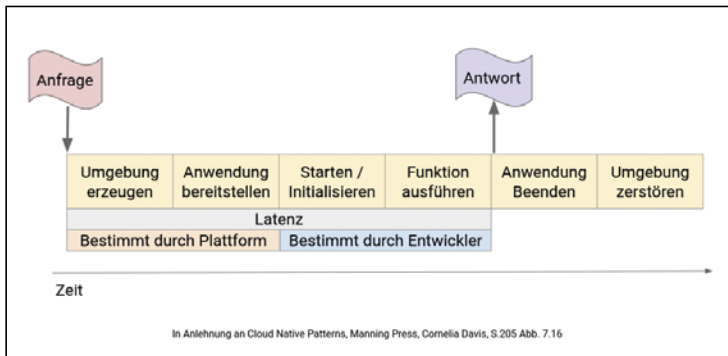 Anfrage
Antwort
Umgebung
erzeugen
Anwendung
bereitstellen
Starten /
Initialisieren
Funktion
ausführen
Anwendung
Beenden
Umgebung
zerstören
Latenz
Bestimmt durch Plattform
Bestimmt durch Entwickler
Zeit
In Anlehnung an Cloud Native Patterns, Manning Press, Cornelia Davis, S.205 Abb. 7.16